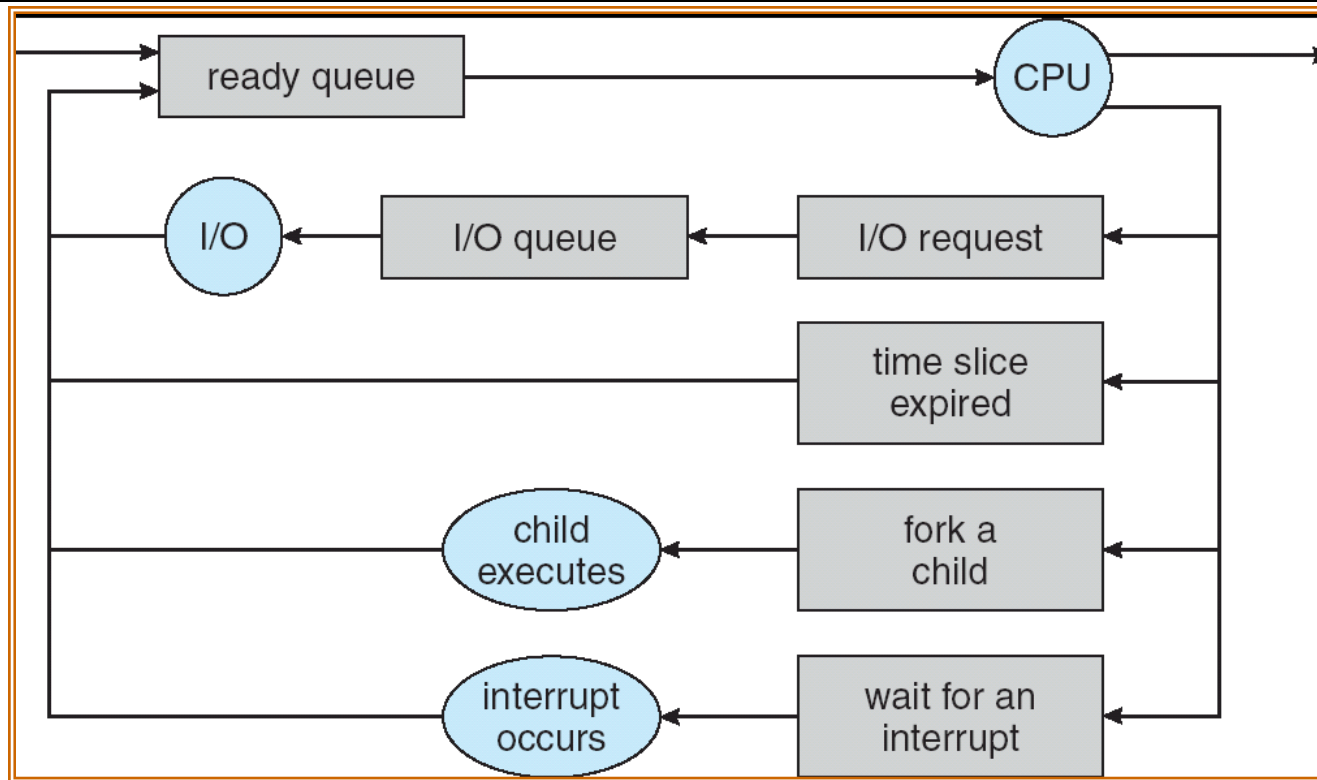 ready queue
CPU
I/O
I/O queue
I/O request
time slice
expired
child
executes
fork a
child
interrupt
occurs
wait for an
interrupt